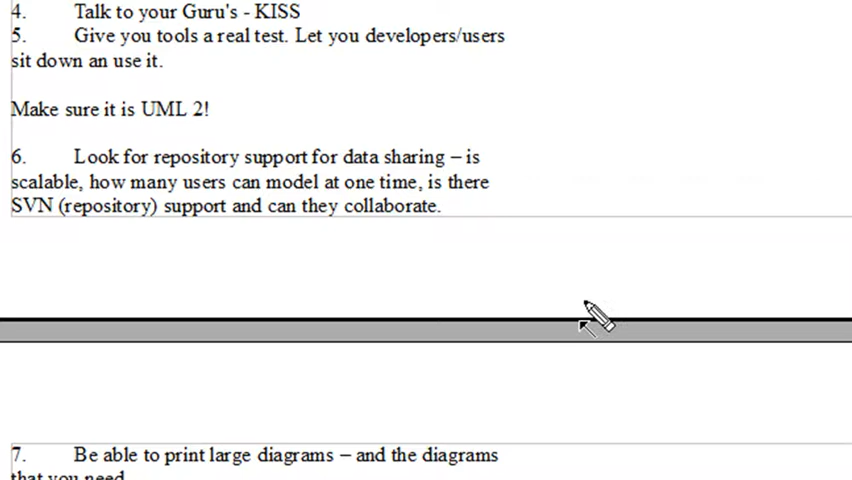 4. Talk to your Guru's - KISS
5. Give you tools a real test. Let you developers/users
sit down an use it.
Make sure it is UML 2!
6. Look for repository support for data sharing – is
scalable, how many users can model at one time, is there
SVN (repository) support and can they collaborate.
7. Be able to print large diagrams – and the diagrams
that you need